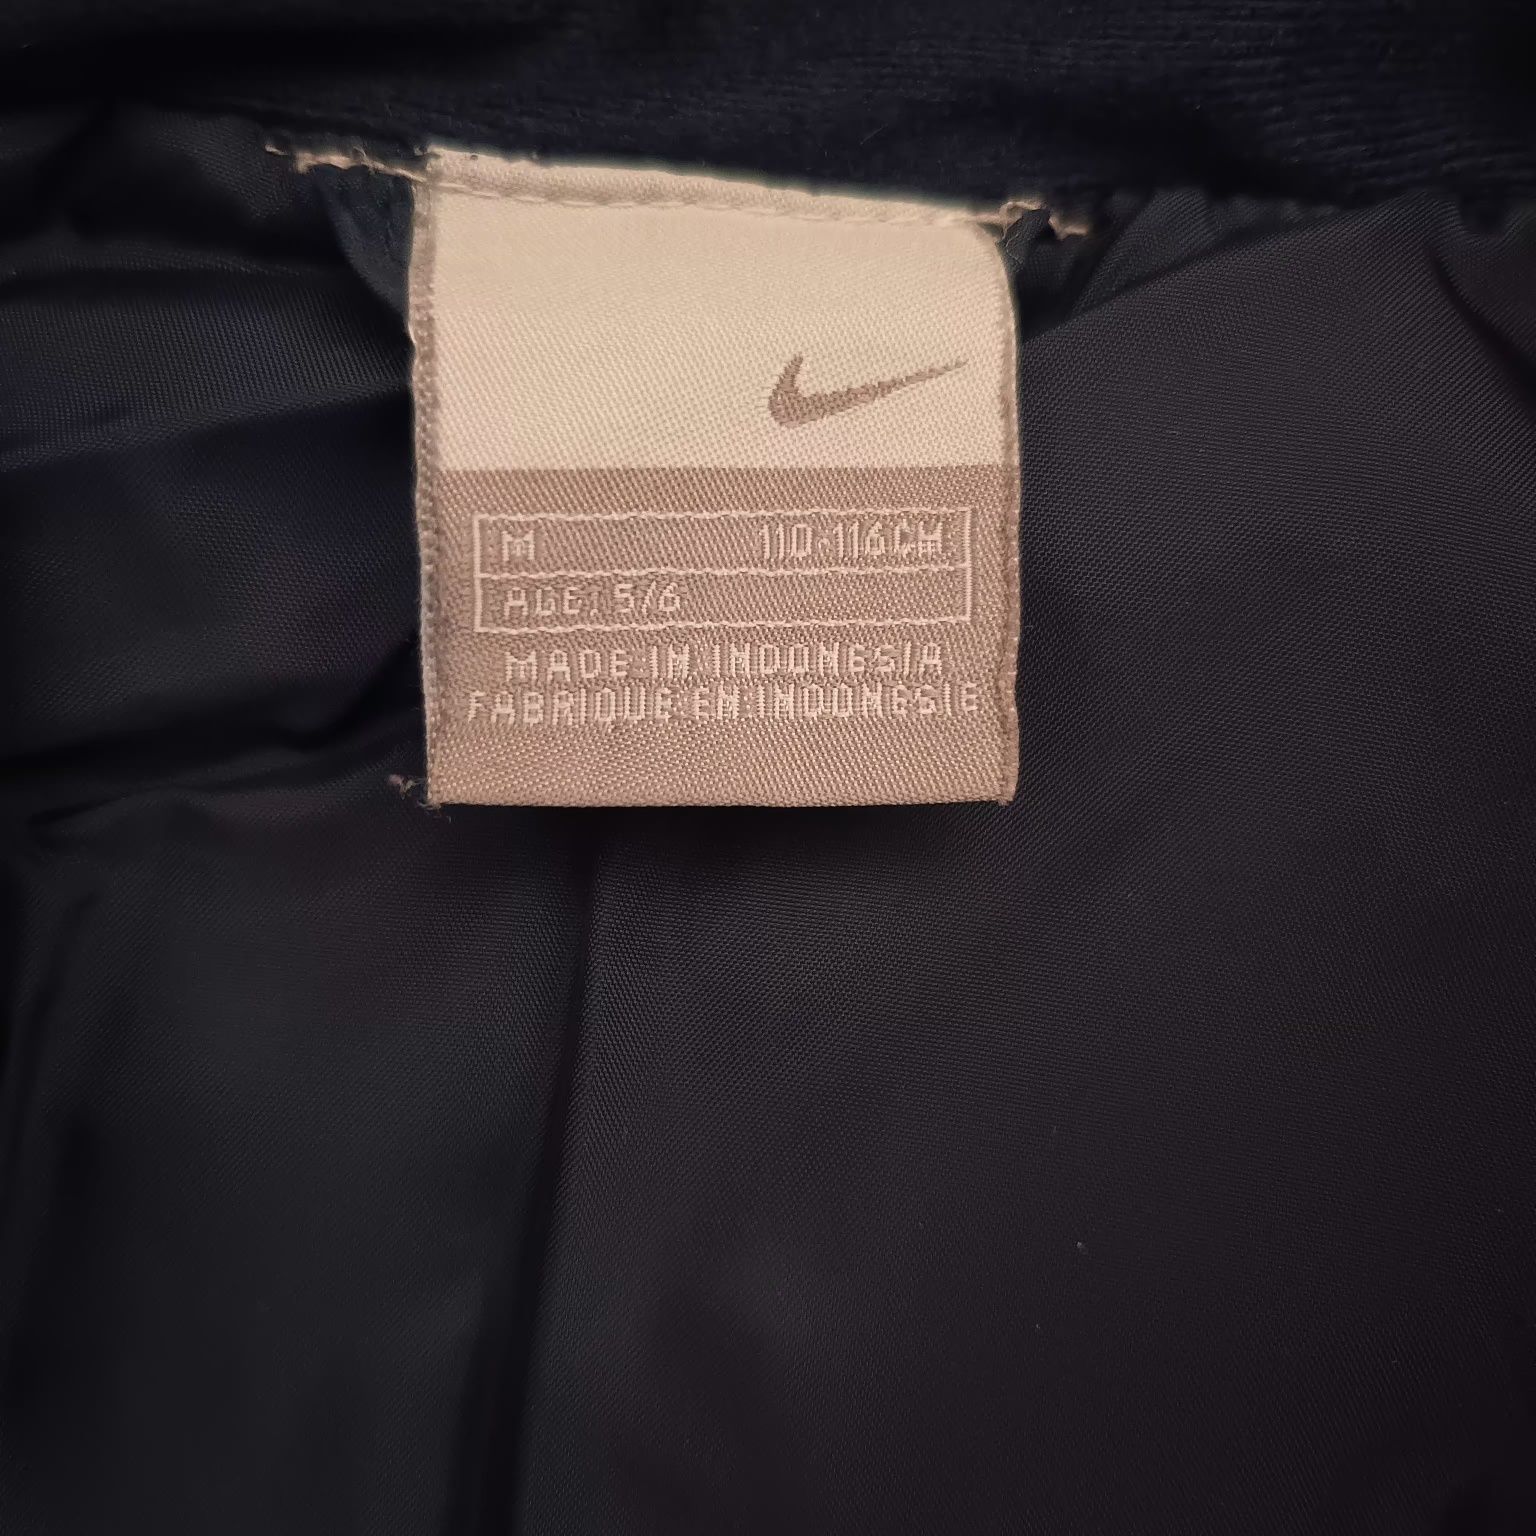 M 110-116CM
AGE: 5/6
MADE IN INDONESIA
FABRIQUE EN INDONESIE